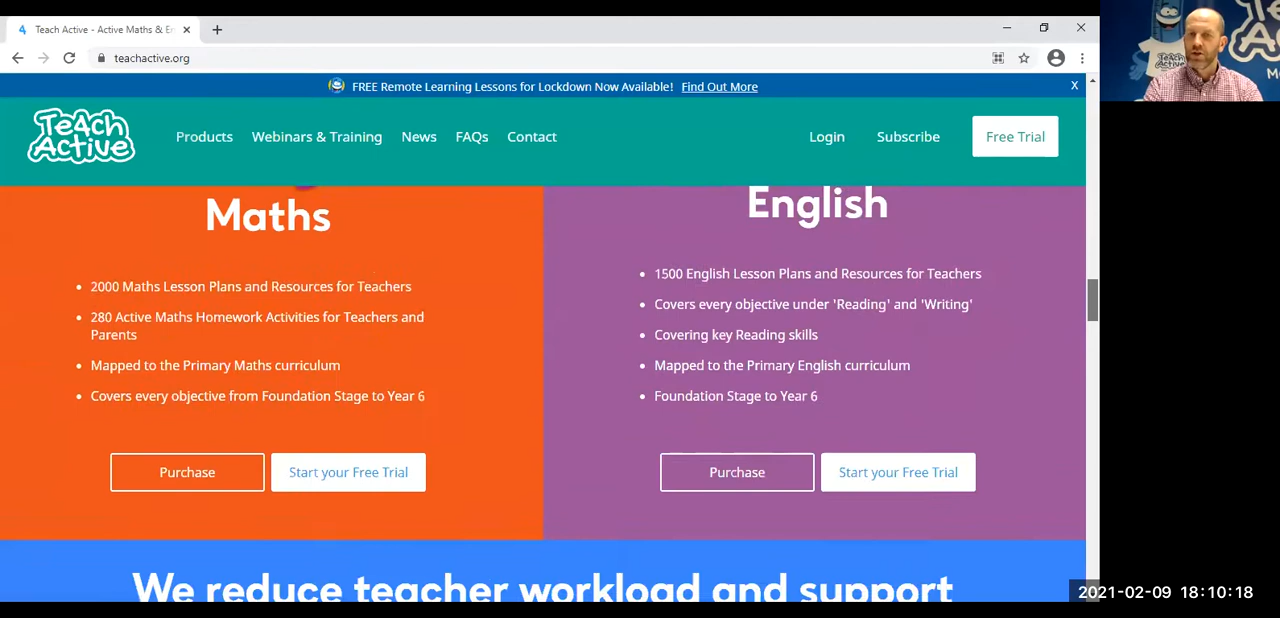 Teach Active - Active Maths & E
teachactive.org
FREE Remote Learning Lessons for Lockdown Now Available! Find Out More X
Teach Active
Products Webinars & Training News FAQs Contact Login Subscribe Free Trial
Maths
2000 Maths Lesson Plans and Resources for Teachers
280 Active Maths Homework Activities for Teachers and
Parents
Mapped to the Primary Maths curriculum
Covers every objective from Foundation Stage to Year 6
Purchase Start your Free Trial
English
1500 English Lesson Plans and Resources for Teachers
Covers every objective under 'Reading' and 'Writing'
Covering key Reading skills
Mapped to the Primary English curriculum
Foundation Stage to Year 6
Purchase Start your Free Trial
We reduce teacher workload and support
2021-02-09 18:10:18